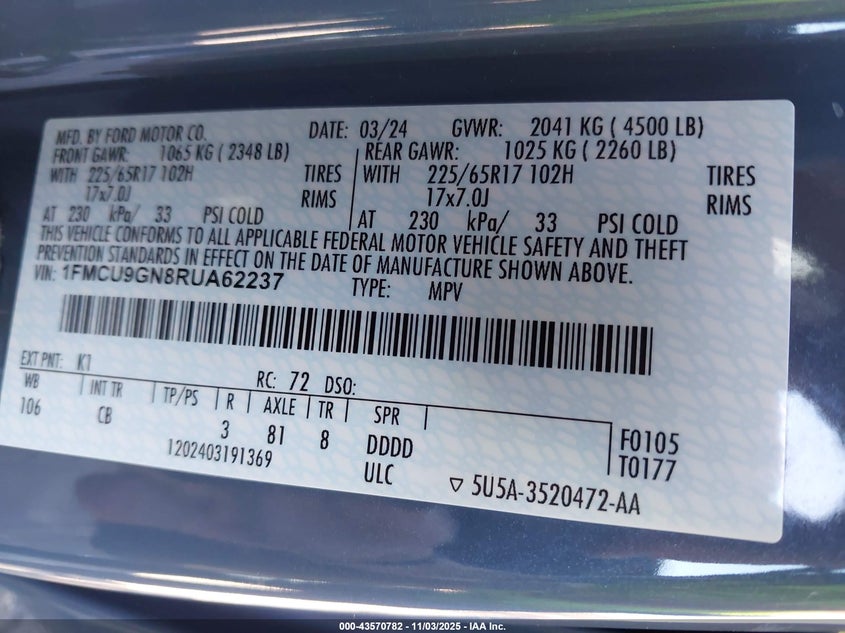 MFD. BY FORD MOTOR CO. DATE: 03/24 GVWR: 2041 KG ( 4500 LB)
FRONT GAWR: 1065 KG ( 2348 LB) REAR GAWR: 1025 KG ( 2260 LB)
WITH 225/65R17 102H TIRES WITH 225/65R17 102H TIRES
17x7.0J RIMS 17x7.0J RIMS
AT 230 kPa/ 33 PSI COLD AT 230 kPa/ 33 PSI COLD
THIS VEHICLE CONFORMS TO ALL APPLICABLE FEDERAL MOTOR VEHICLE SAFETY AND THEFT
PREVENTION STANDARDS IN EFFECT ON THE DATE OF MANUFACTURE SHOWN ABOVE.
VIN: 1FMCU9GN8RUA62237 TYPE: MPV
EXT PNT: K1 RC: 72 DSO:
WB INT TR TP/PS R AXLE TR SPR
106 CB 3 81 8 DDDD F0105
1202403191369 ULC T0177
▽ 5U5A-3520472-AA
000-43570782 - 11/03/2025 - IAA Inc.